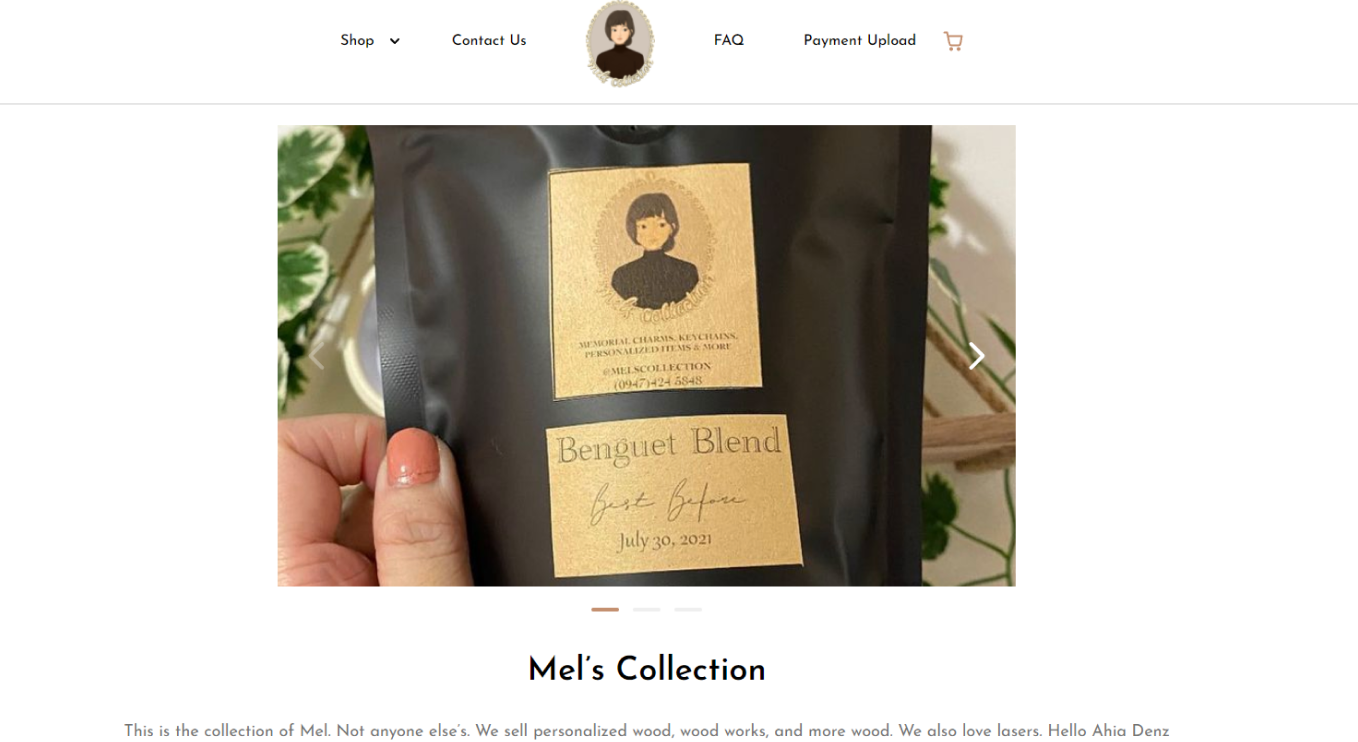 Shop
Contact Us
Mel's Collection
FAQ
Payment Upload
Mel's Collection
MEMORIAL CHARMS, KEYCHAINS,
PERSONALIZED ITEMS & MORE
@MELSCOLLECTION
(0947)424 5848
Benguet Blend
Best Before
July 30, 2021
Mel's Collection
This is the collection of Mel. Not anyone else's. We sell personalized wood, wood works, and more wood. We also love lasers. Hello Ahia Denz